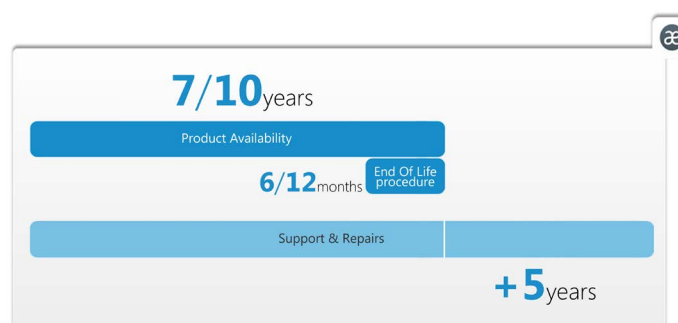 æ
7/10years
Product Availability
6/12months
End Of Life
procedure
Support & Repairs
+5years